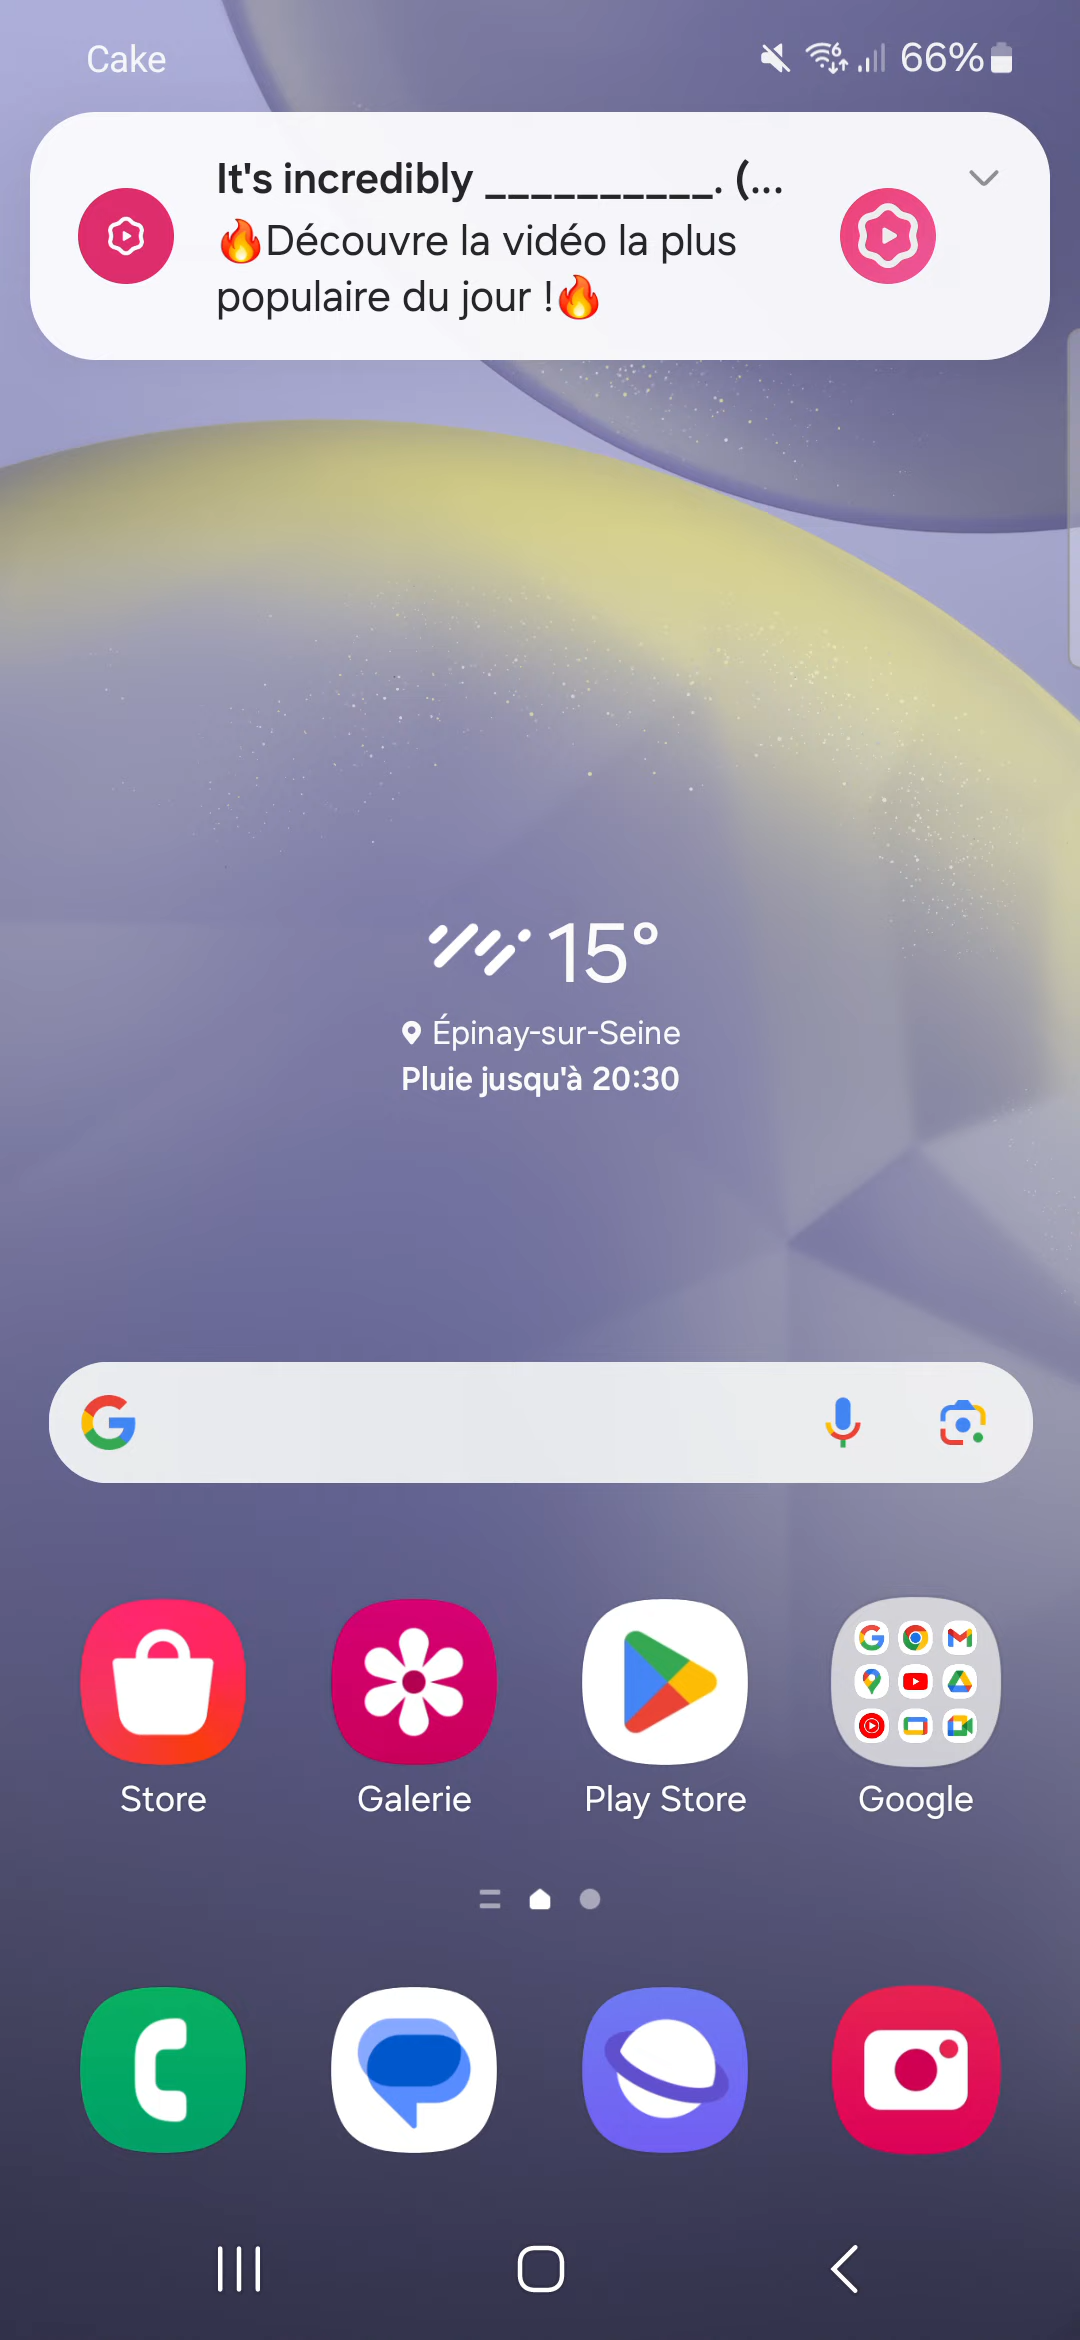 Cake
66%
It's incredibly __________. (...
🔥Découvre la vidéo la plus
populaire du jour !🔥
15°
Épinay-sur-Seine
Pluie jusqu'à 20:30
Store
Galerie
Play Store
Google